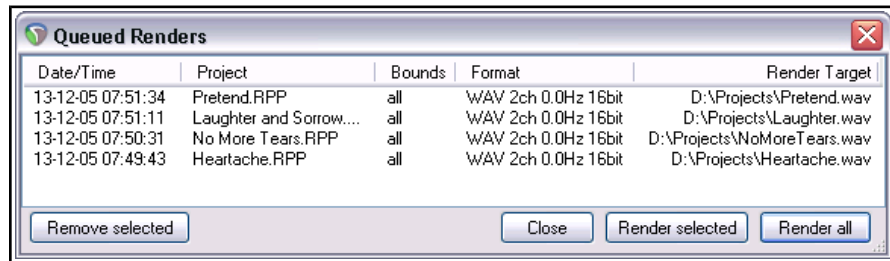 Queued Renders
Date/Time Project Bounds Format Render Target
13-12-05 07:51:34 Pretend.RPP all WAV 2ch 0.0Hz 16bit D:\Projects\Pretend.wav
13-12-05 07:51:11 Laughter and Sorrow.... all WAV 2ch 0.0Hz 16bit D:\Projects\Laughter.wav
13-12-05 07:50:31 No More Tears.RPP all WAV 2ch 0.0Hz 16bit D:\Projects\NoMoreTears.wav
13-12-05 07:49:43 Heartache.RPP all WAV 2ch 0.0Hz 16bit D:\Projects\Heartache.wav
Remove selected Close Render selected Render all